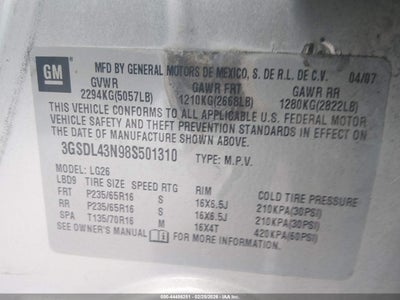 GM
MFD BY GENERAL MOTORS DE MEXICO, S. DE R.L. DE C.V. 04/07
GVWR GAWR FRT GAWR RR
2294KG(5057LB) 1210KG(2668LB) 1280KG(2822LB)
THIS VEHICLE CONFORMS TO ALL APPLICABLE U.S. FEDERAL MOTOR
VEHICLE SAFETY AND THEFT PREVENTION STANDARDS IN EFFECT ON
THE DATE OF MANUFACTURE SHOWN ABOVE.
3GSDL43N98S501310 TYPE: M.P.V.
MODEL: LG26
LBD9 TIRE SIZE SPEED RTG RIM COLD TIRE PRESSURE
FRT P235/65R16 S 16X6.5J 210KPA(30PSI)
RR P235/65R16 S 16X6.5J 210KPA(30PSI)
SPA T135/70R16 M 16X4T 420KPA(60PSI)
SEE OWNER'S MANUAL FOR ADDITIONAL INFORMATION.